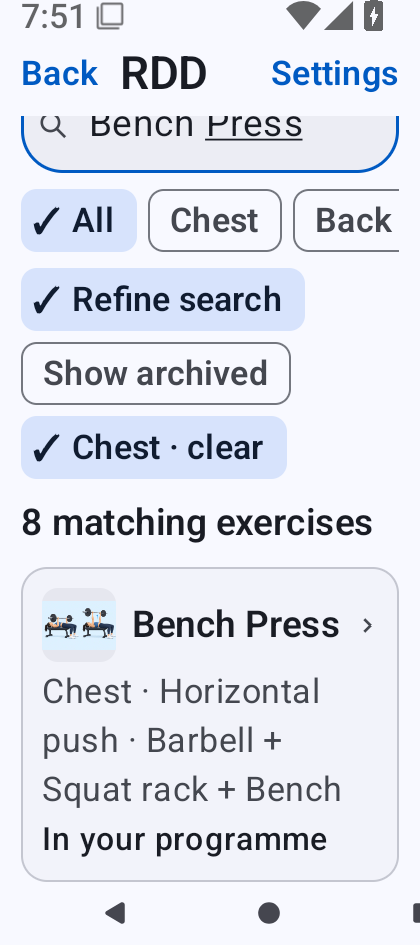 7:51
Back RDD Settings
Bench Press
✓ All Chest Back
✓ Refine search
Show archived
✓ Chest · clear
8 matching exercises
Bench Press ›
Chest · Horizontal
push · Barbell +
Squat rack + Bench
In your programme